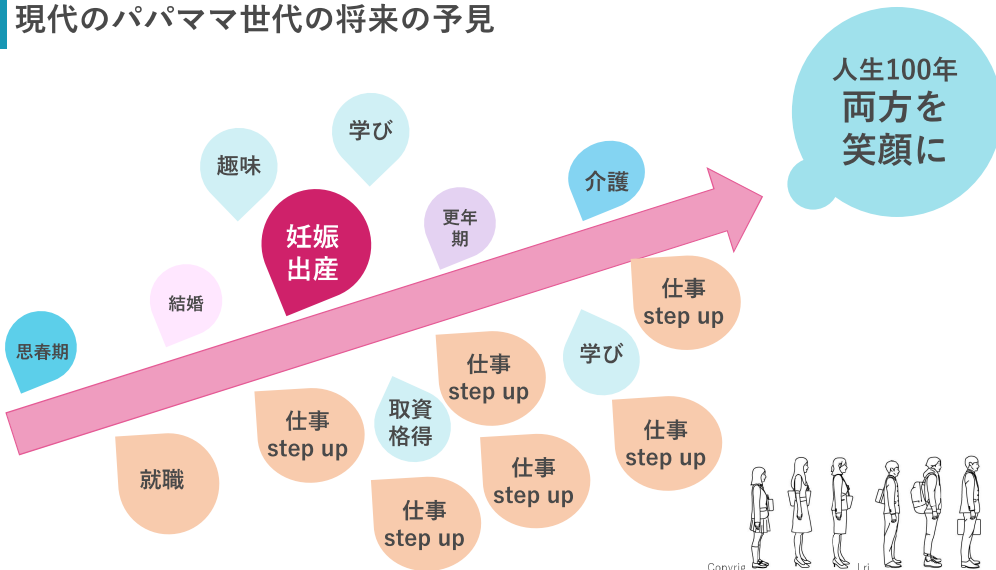 現代のパパママ世代の将来の予見
人生100年
両方を
笑顔に
学び
趣味
介護
妊娠
出産
更年
期
結婚
思春期
仕事
step up
仕事
step up
学び
取資
格得
仕事
step up
仕事
step up
就職
仕事
step up
仕事
step up
Copyrig